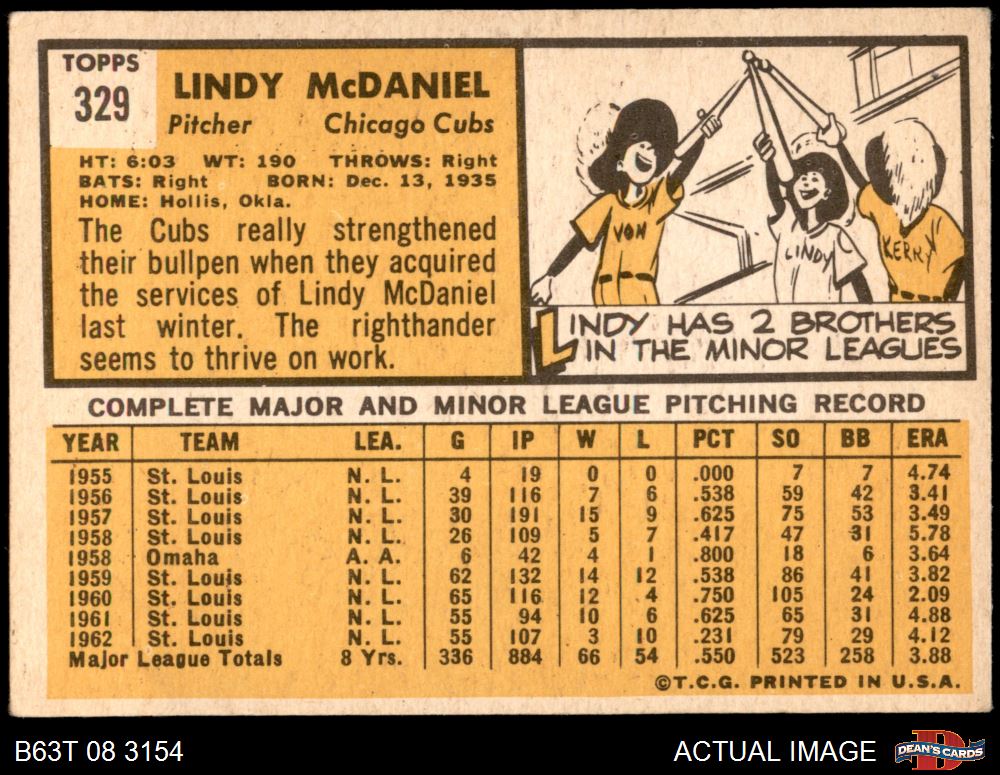 TOPPS
329
LINDY McDANIEL
Pitcher Chicago Cubs
HT: 6:03 WT: 190 THROWS: Right
BATS: Right BORN: Dec. 13, 1935
HOME: Hollis, Okla.
The Cubs really strengthened
their bullpen when they acquired
the services of Lindy McDaniel
last winter. The righthander
seems to thrive on work.
VON
LINDY
KERRY
LINDY HAS 2 BROTHERS
IN THE MINOR LEAGUES
COMPLETE MAJOR AND MINOR LEAGUE PITCHING RECORD
YEAR TEAM LEA. G IP W L PCT SO BB ERA
1955 St. Louis N. L. 4 19 0 0 .000 7 7 4.74
1956 St. Louis N. L. 39 116 7 6 .538 59 42 3.41
1957 St. Louis N. L. 30 191 15 9 .625 75 53 3.49
1958 St. Louis N. L. 26 109 5 7 .417 47 31 5.78
1958 Omaha A. A. 6 42 4 1 .800 18 6 3.64
1959 St. Louis N. L. 62 132 14 12 .538 86 41 3.82
1960 St. Louis N. L. 65 116 12 4 .750 105 24 2.09
1961 St. Louis N. L. 55 94 10 6 .625 65 31 4.88
1962 St. Louis N. L. 55 107 3 10 .231 79 29 4.12
Major League Totals 8 Yrs. 336 884 66 54 .550 523 258 3.88
©T.C.G. PRINTED IN U.S.A.
B63T 08 3154 ACTUAL IMAGE DEAN'S CARDS